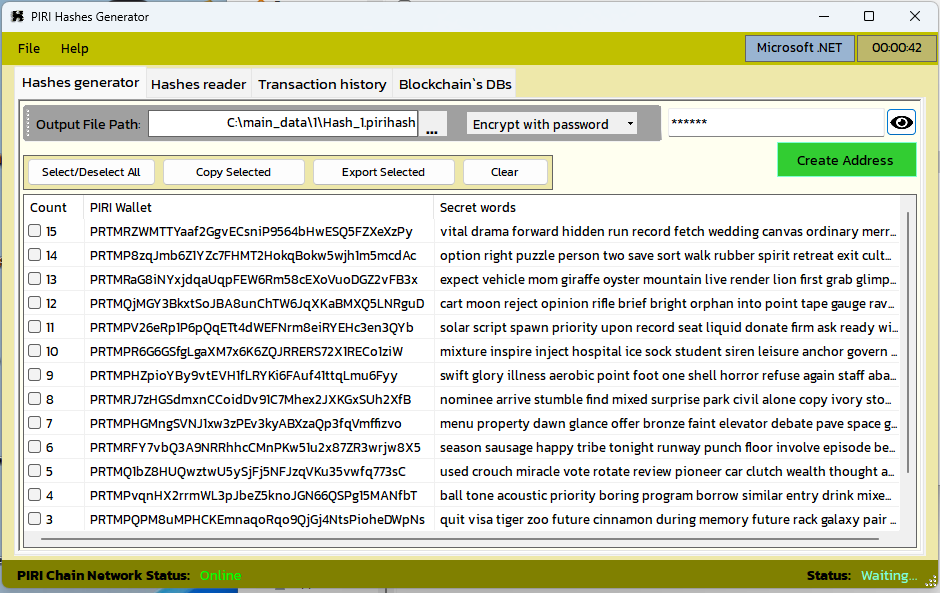 PIRI Hashes Generator
File Help Microsoft .NET 00:00:42
Hashes generator Hashes reader Transaction history Blockchain`s DBs
Output File Path: C:\main_data\1\Hash_1.pirihash ... Encrypt with password ******
Create Address
Select/Deselect All Copy Selected Export Selected Clear
Count PIRI Wallet Secret words
15 PRTMRZWMTTYaaf2GgvECsniP9564bHwESQ5FZXeXzPy vital drama forward hidden run record fetch wedding canvas ordinary merr...
14 PRTMP8zqJmb6Z1YZc7FHMT2HokqBokw5wjh1m5mcdAc option right puzzle person two save sort walk rubber spirit retreat exit cult...
13 PRTMRaG8iNYxjdqaUqpFEW6Rm58cEXoVuoDGZ2vFB3x expect vehicle mom giraffe oyster mountain live render lion first grab glimp...
12 PRTMQjMGY3BkxtSoJBA8unChTW6JqXKaBMXQ5LNRguD cart moon reject opinion rifle brief bright orphan into point tape gauge rav...
11 PRTMPV26eRp1P6pQqETt4dWEFNrm8eiRYEHc3en3QYb solar script spawn priority upon record seat liquid donate firm ask ready wi...
10 PRTMPR6G6GSfgLgaXM7x6K6ZQJRRERS72X1RECo1ziW mixture inspire inject hospital ice sock student siren leisure anchor govern ...
9 PRTMPHZpioYBy9vtEVH1fLRYKi6FAuf41ttqLmu6Fyy swift glory illness aerobic point foot one shell horror refuse again staff aba...
8 PRTMRJ7zHGSdmxnCCoidDv91C7Mhex2JXKGxSUh2XfB nominee arrive stumble find mixed surprise park civil alone copy ivory sto...
7 PRTMPHGMngSVNJ1xw3zPEv3kyABXzaQp3fqVmffizvo menu property dawn glance offer bronze faint elevator debate pave space g...
6 PRTMRFY7vbQ3A9NRRhhcCMnPKw51u2x87ZR3wrjw8X5 season sausage happy tribe tonight runway punch floor involve episode be...
5 PRTMQ1bZ8HUQwztwU5ySjFj5NFJzqVKu35vwfq773sC used crouch miracle vote rotate review pioneer car clutch wealth thought a...
4 PRTMPvqnHX2rrmWL3pJbeZ5knoJGN66QSPg15MANfbT ball tone acoustic priority boring program borrow similar entry drink mixe...
3 PRTMPQPM8uMPHCKEmnaqoRqo9QjGj4NtsPioheDWpNs quit visa tiger zoo future cinnamon during memory future rack galaxy pair ...
PIRI Chain Network Status: Online Status: Waiting...